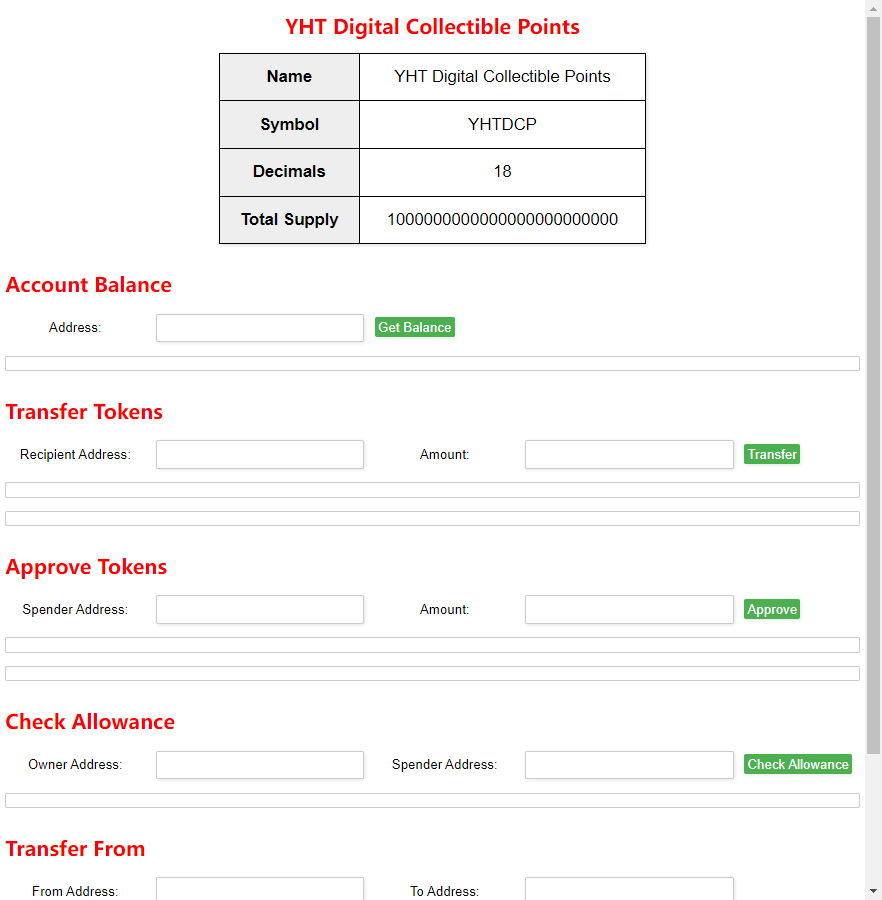 YHT Digital Collectible Points
Name YHT Digital Collectible Points
Symbol YHTDCP
Decimals 18
Total Supply 10000000000000000000000000
Account Balance
Address: Get Balance
Transfer Tokens
Recipient Address: Amount: Transfer
Approve Tokens
Spender Address: Amount: Approve
Check Allowance
Owner Address: Spender Address: Check Allowance
Transfer From
From Address: To Address: